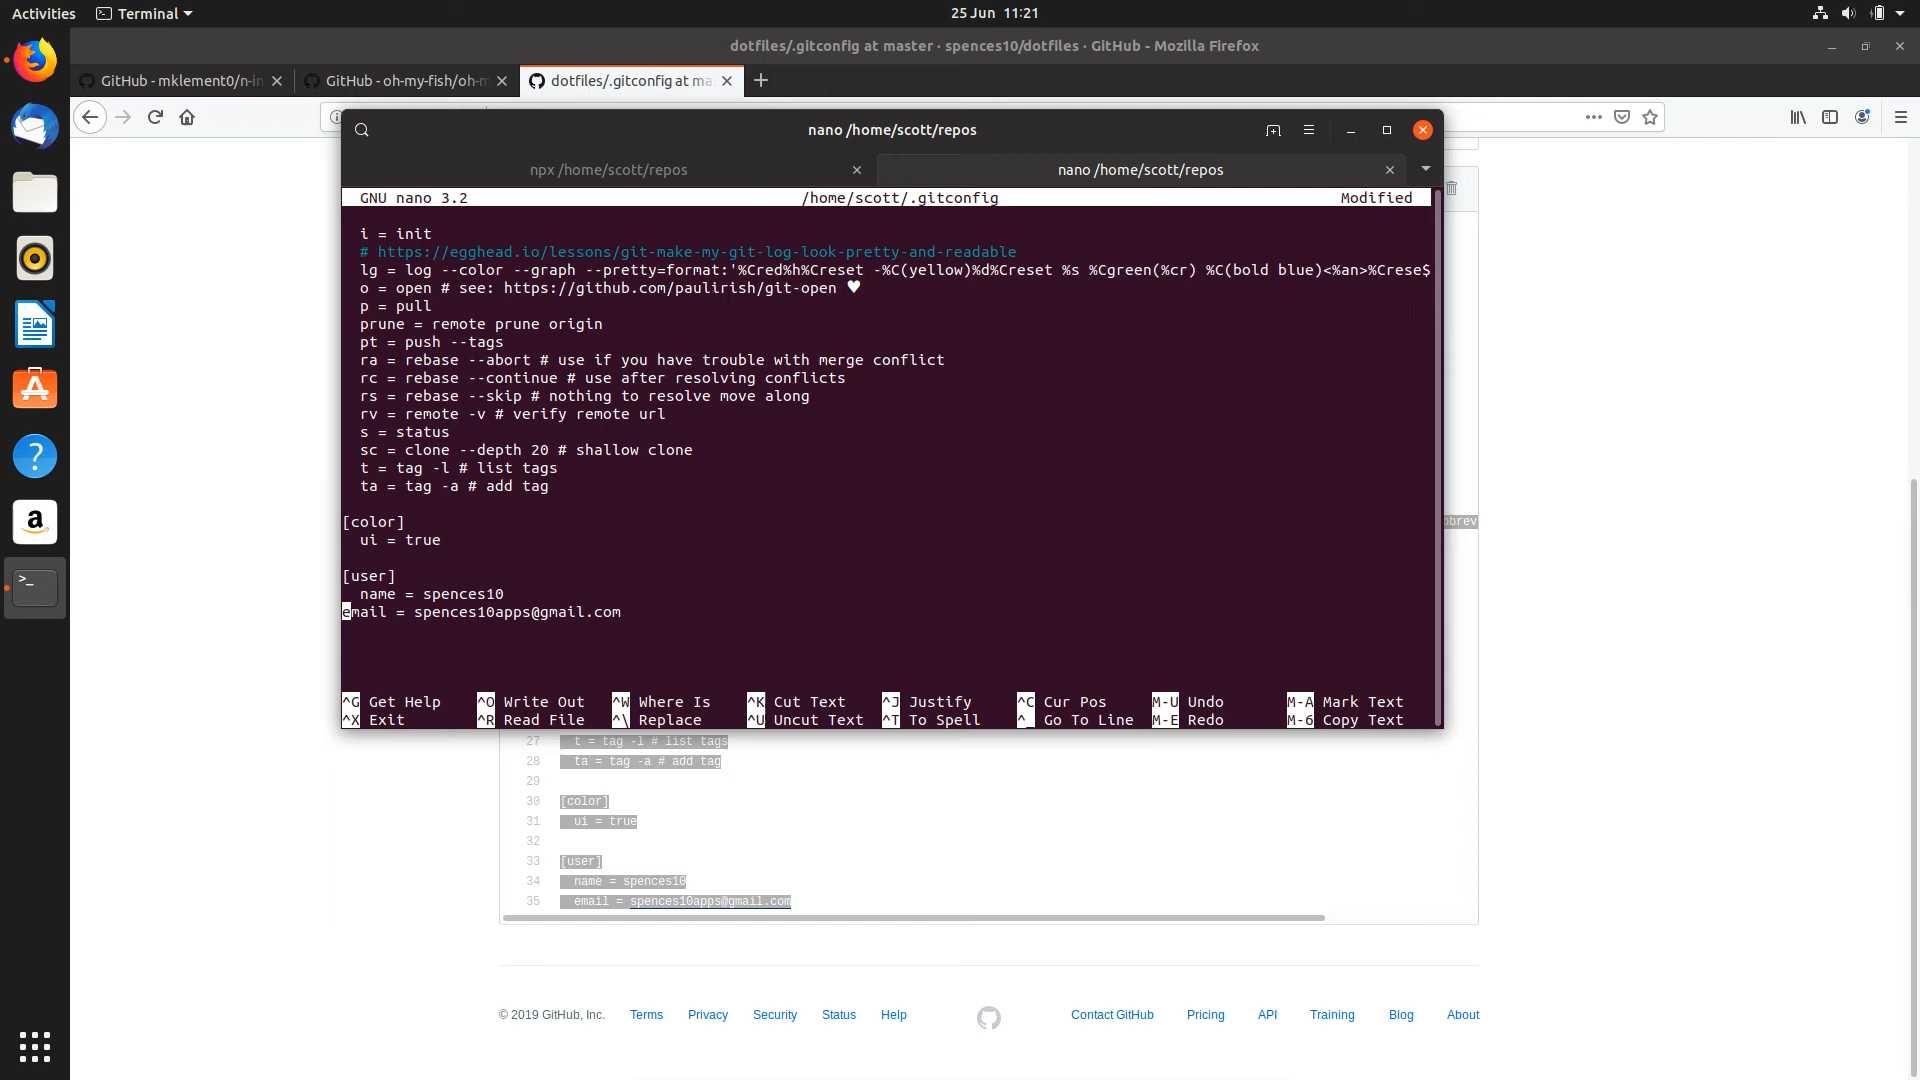 Activities
Terminal
25 Jun 11:21
dotfiles/.gitconfig at master · spences10/dotfiles · GitHub - Mozilla Firefox
GitHub - mklement0/n-in
GitHub - oh-my-fish/oh-m
dotfiles/.gitconfig at mas
nano /home/scott/repos
npx /home/scott/repos
nano /home/scott/repos
GNU nano 3.2 /home/scott/.gitconfig Modified
i = init
# https://egghead.io/lessons/git-make-my-git-log-look-pretty-and-readable
lg = log --color --graph --pretty=format:'%Cred%h%Creset -%C(yellow)%d%Creset %s %Cgreen(%cr) %C(bold blue)<%an>%Crese$
o = open # see: https://github.com/paulirish/git-open ♥
p = pull
prune = remote prune origin
pt = push --tags
ra = rebase --abort # use if you have trouble with merge conflict
rc = rebase --continue # use after resolving conflicts
rs = rebase --skip # nothing to resolve move along
rv = remote -v # verify remote url
s = status
sc = clone --depth 20 # shallow clone
t = tag -l # list tags
ta = tag -a # add tag
[color]
ui = true
bbrev
[user]
name = spences10
email = spences10apps@gmail.com
^G Get Help ^O Write Out ^W Where Is ^K Cut Text ^J Justify ^C Cur Pos M-U Undo M-A Mark Text
^X Exit ^R Read File ^\ Replace ^U Uncut Text ^T To Spell ^_ Go To Line M-E Redo M-6 Copy Text
27 t = tag -l # list tags
28 ta = tag -a # add tag
29
30 [color]
31 ui = true
32
33 [user]
34 name = spences10
35 email = spences10apps@gmail.com
© 2019 GitHub, Inc. Terms Privacy Security Status Help Contact GitHub Pricing API Training Blog About